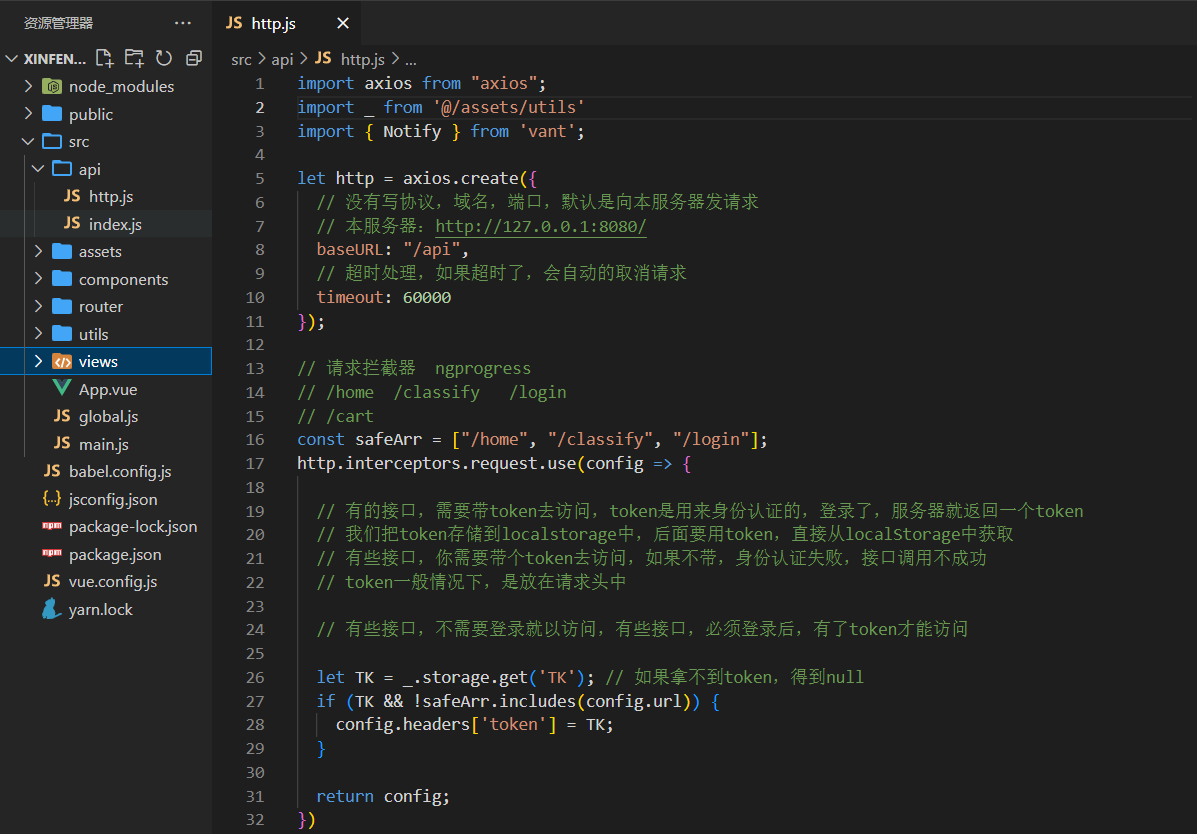 资源管理器 ···
XINFEN...
node_modules
public
src
api
JS http.js
JS index.js
assets
components
router
utils
views
App.vue
JS global.js
JS main.js
JS babel.config.js
{..} jsconfig.json
npm package-lock.json
npm package.json
JS vue.config.js
yarn.lock
JS http.js ×
src > api > JS http.js > ...
1 import axios from "axios";
2 import _ from '@/assets/utils'
3 import { Notify } from 'vant';
4
5 let http = axios.create({
6 // 没有写协议，域名，端口，默认是向本服务器发请求
7 // 本服务器：http://127.0.0.1:8080/
8 baseURL: "/api",
9 // 超时处理，如果超时了，会自动的取消请求
10 timeout: 60000
11 });
12
13 // 请求拦截器  ngprogress
14 // /home  /classify   /login
15 // /cart
16 const safeArr = ["/home", "/classify", "/login"];
17 http.interceptors.request.use(config => {
18
19 // 有的接口，需要带token去访问，token是用来身份认证的，登录了，服务器就返回一个token
20 // 我们把token存储到localstorage中，后面要用token，直接从localStorage中获取
21 // 有些接口，你需要带个token去访问，如果不带，身份认证失败，接口调用不成功
22 // token一般情况下，是放在请求头中
23
24 // 有些接口，不需要登录就以访问，有些接口，必须登录后，有了token才能访问
25
26 let TK = _.storage.get('TK'); // 如果拿不到token，得到null
27 if (TK && !safeArr.includes(config.url)) {
28 config.headers['token'] = TK;
29 }
30
31 return config;
32 })